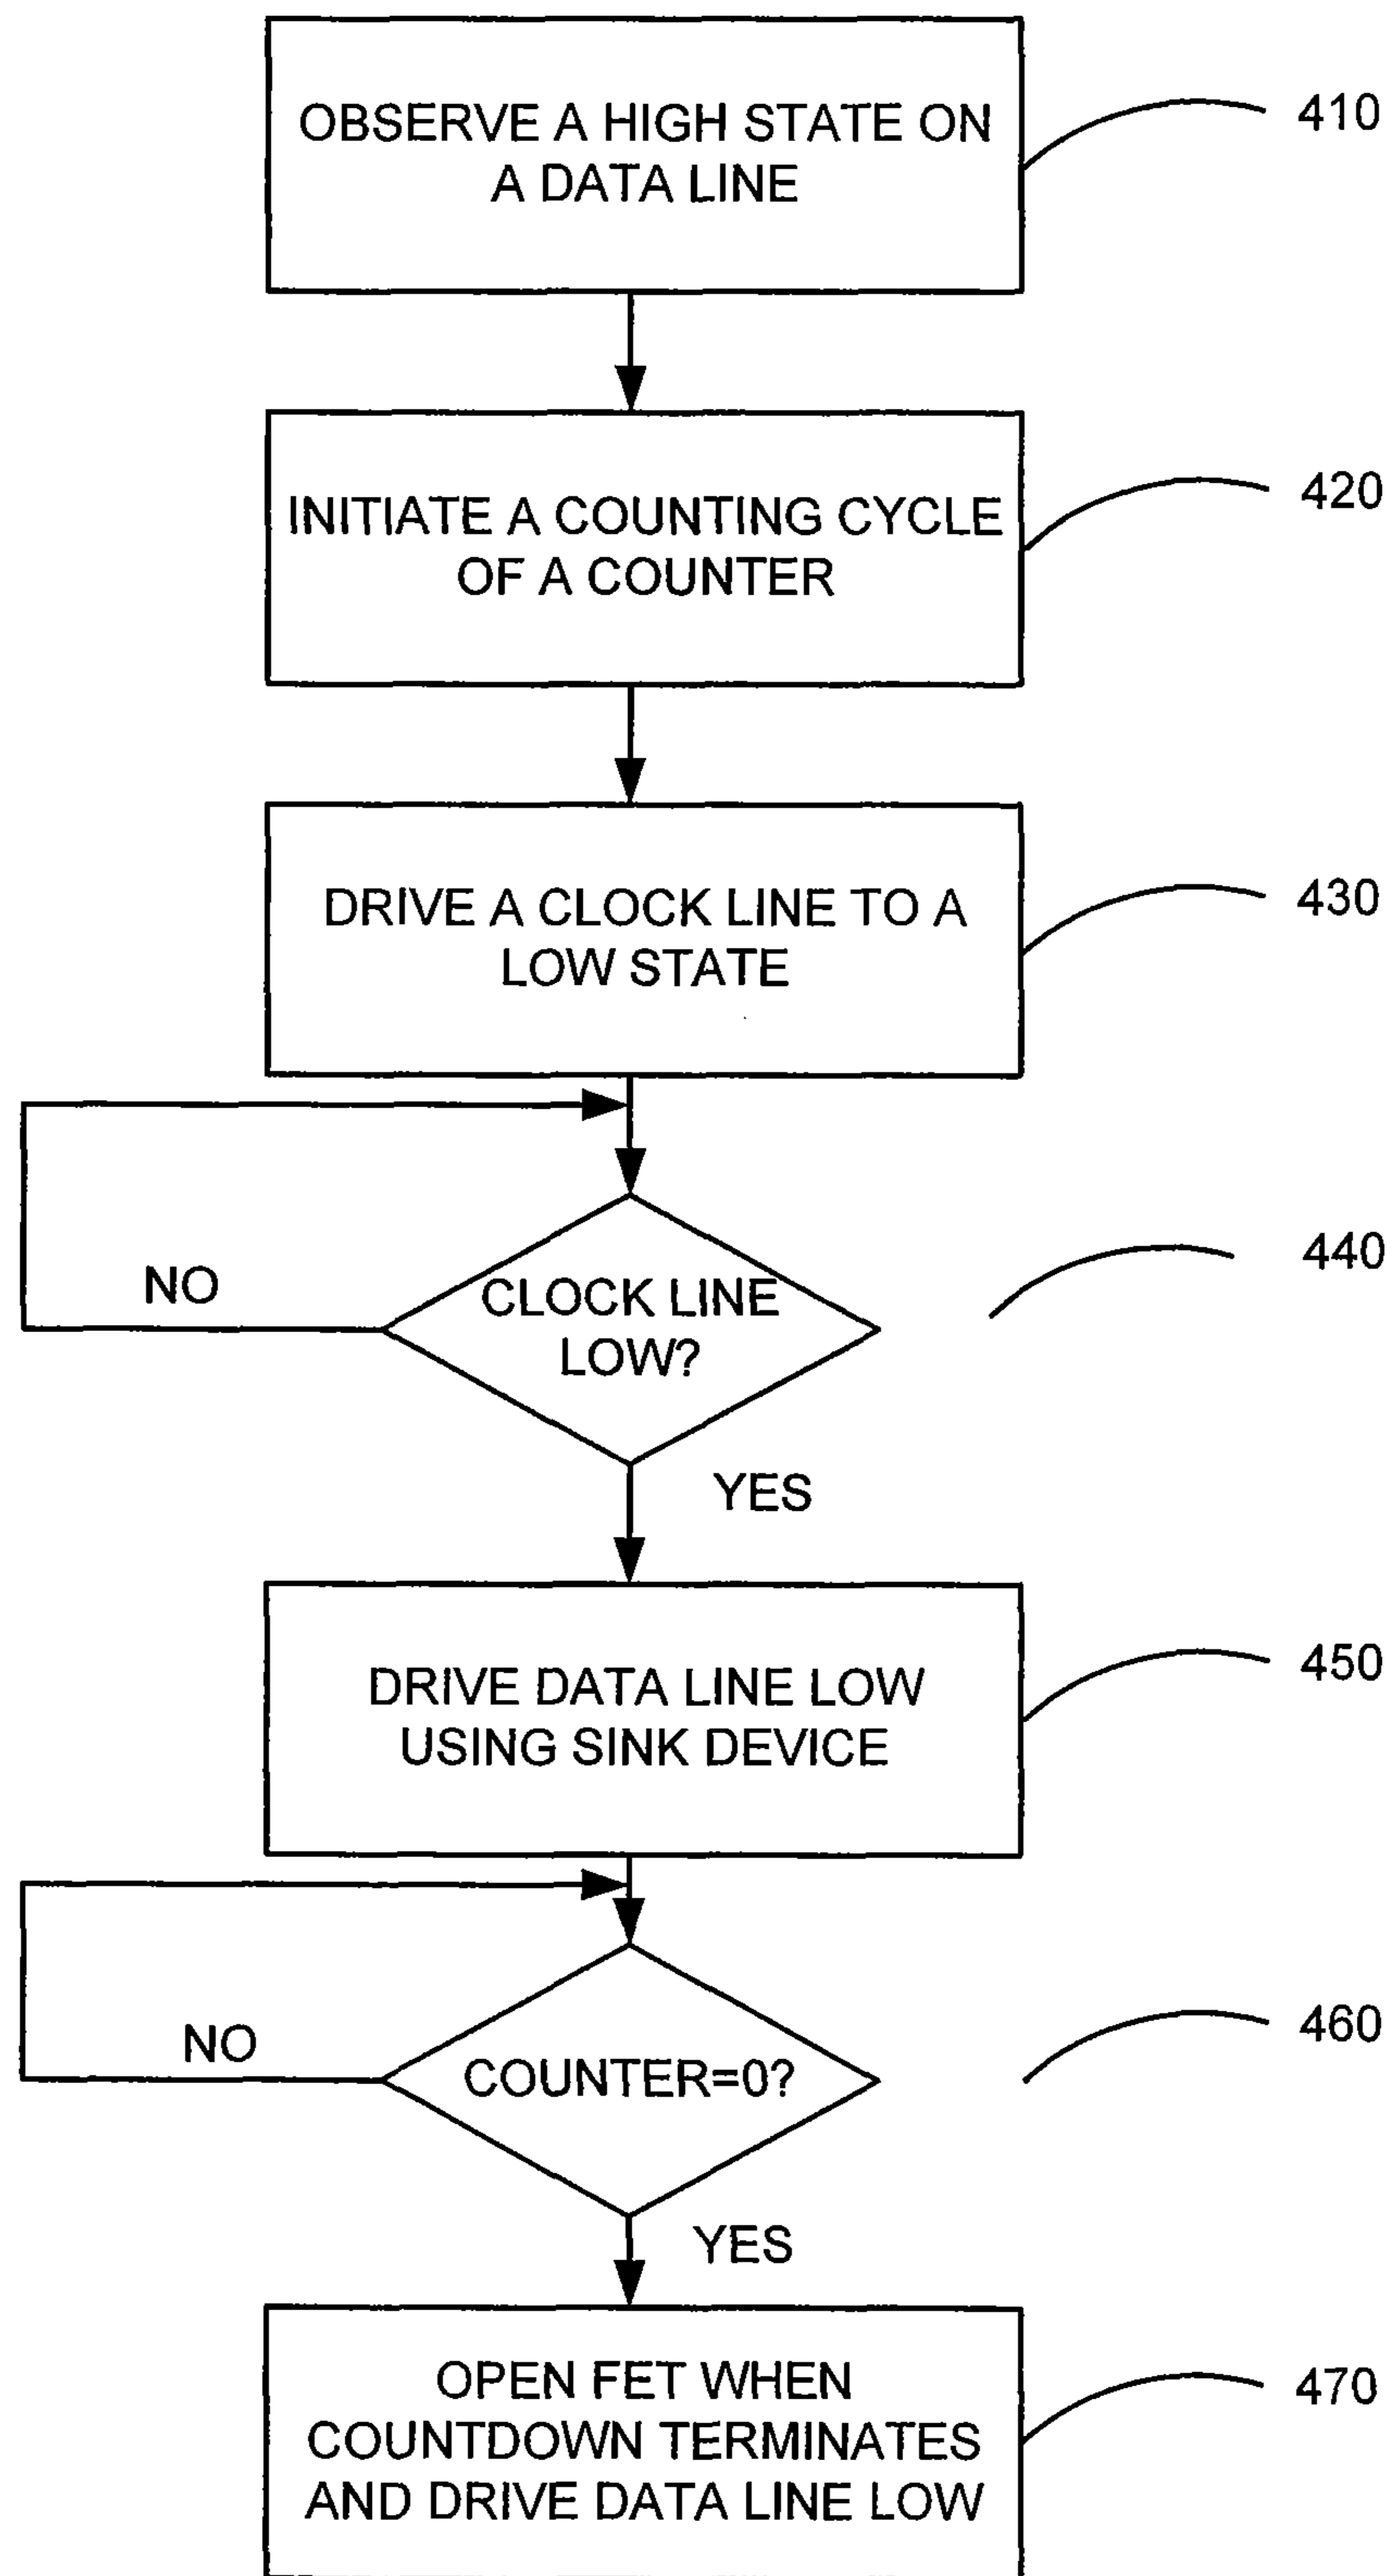 OBSERVE A HIGH STATE ON
A DATA LINE
410
INITIATE A COUNTING CYCLE
OF A COUNTER
420
DRIVE A CLOCK LINE TO A
LOW STATE
430
CLOCK LINE
LOW?
440
NO
YES
DRIVE DATA LINE LOW
USING SINK DEVICE
450
COUNTER=0?
460
NO
YES
OPEN FET WHEN
COUNTDOWN TERMINATES
AND DRIVE DATA LINE LOW
470